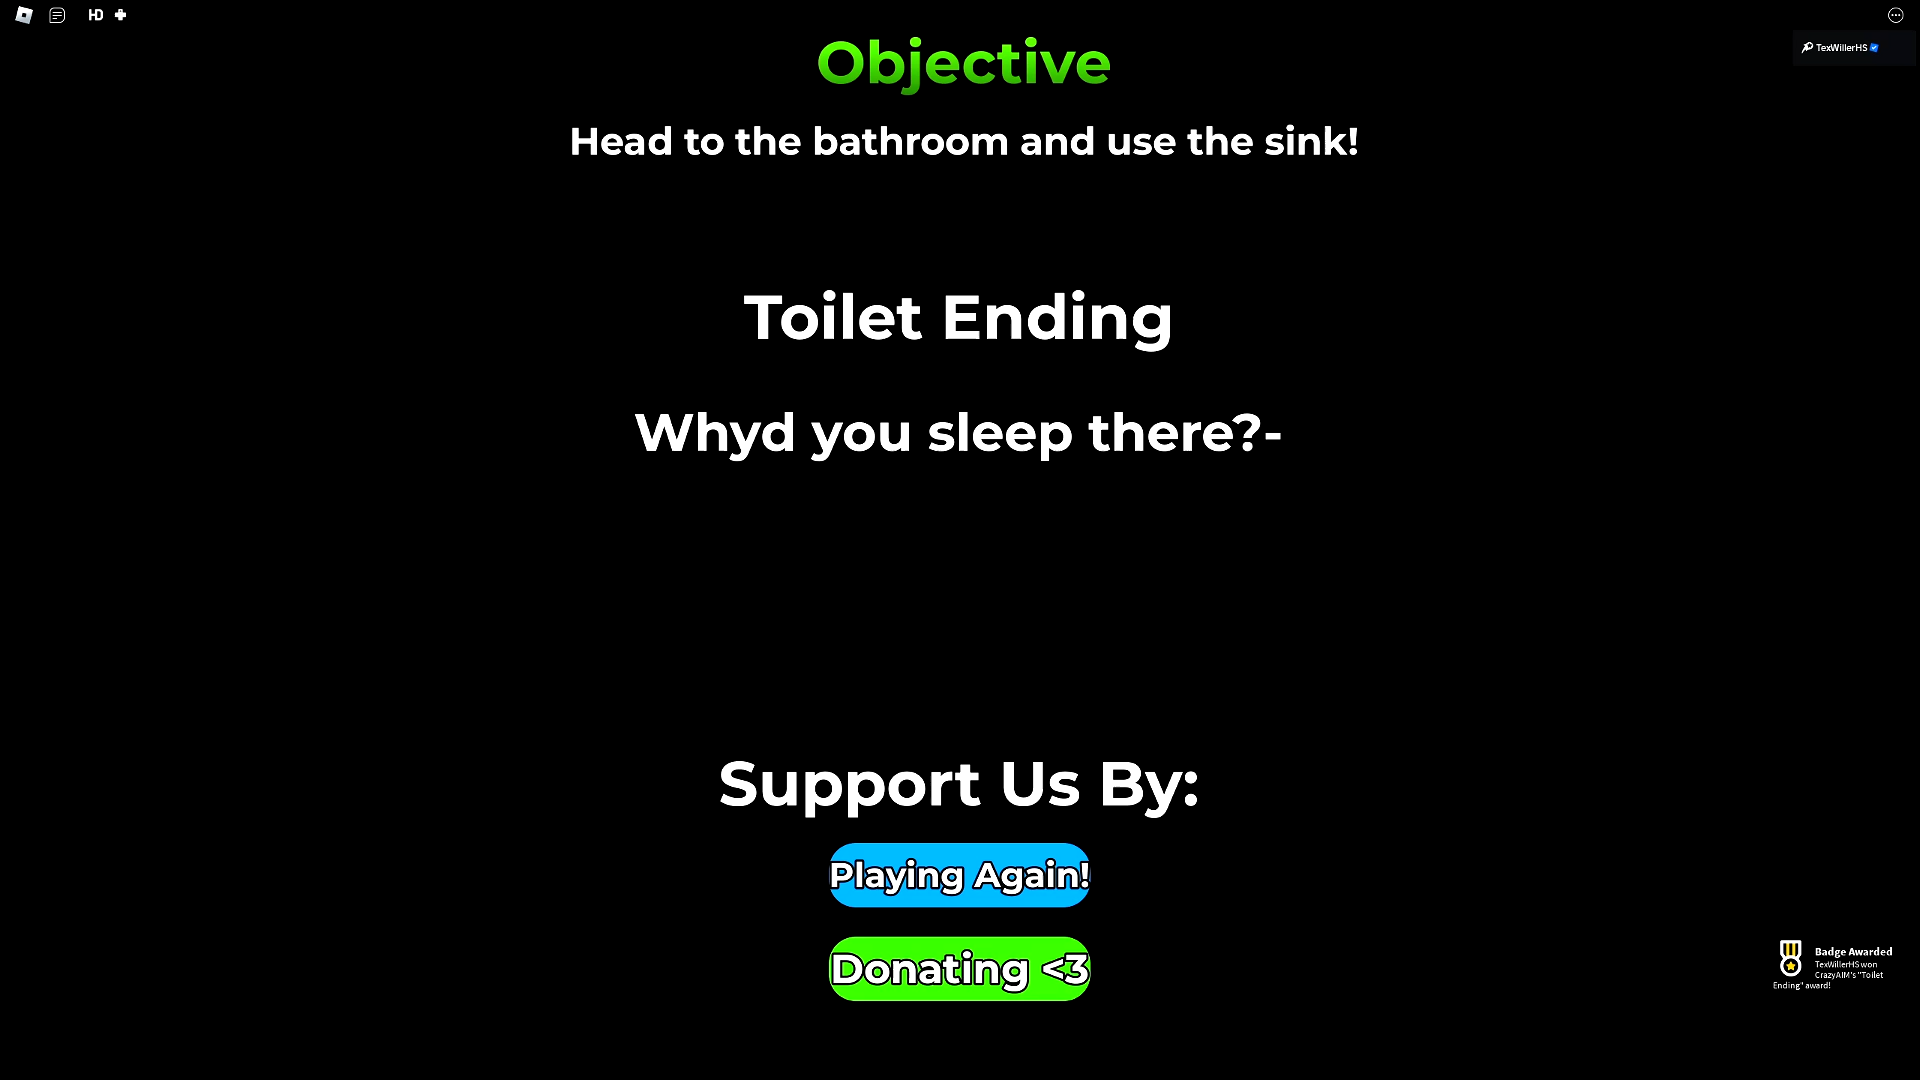 HD
TexWillerHS
Objective
Head to the bathroom and use the sink!
Toilet Ending
Whyd you sleep there?-
Support Us By:
Playing Again!
Donating <3
Badge Awarded
TexWillerHS won
CrazyAIM's "Toilet
Ending" award!